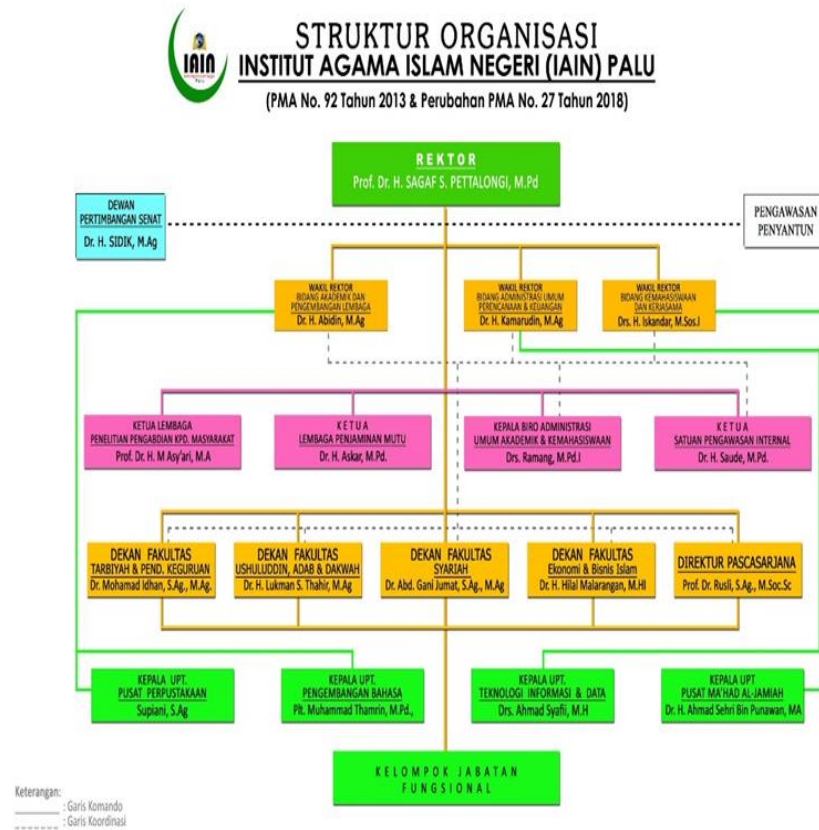 IAIN
STRUKTUR ORGANISASI
INSTITUT AGAMA ISLAM NEGERI (IAIN) PALU
(PMA No. 92 Tahun 2013 & Perubahan PMA No. 27 Tahun 2018)
REKTOR
Prof. Dr. H. SAGAF S. PETTALONGI, M.Pd
DEWAN
PERTIMBANGAN SENAT
Dr. H. SIDIK, M.Ag
PENGAWASAN
PENYANTUN
WAKIL REKTOR
BIDANG AKADEMIK DAN
PENGEMBANGAN LEMBAGA
Dr. H. Abidin, M.Ag
WAKIL REKTOR
BIDANG ADMINISTRASI UMUM
PERENCANAAN & KEUANGAN
Dr. H. Kamarudin, M.Ag
WAKIL REKTOR
BIDANG KEMAHASISWAAN
DAN KERJASAMA
Drs. H. Iskandar, M.Sos.I
KETUA LEMBAGA
PENELITIAN PENGABDIAN KPD. MASYARAKAT
Prof. Dr. H. M Asy'ari, M.A
KETUA
LEMBAGA PENJAMINAN MUTU
Dr. H. Askar, M.Pd.
KEPALA BIRO ADMINISTRASI
UMUM AKADEMIK & KEMAHASISWAAN
Drs. Ramang, M.Pd.I
KETUA
SATUAN PENGAWASAN INTERNAL
Dr. H. Saude, M.Pd.
DEKAN FAKULTAS
TARBIYAH & PEND. KEGURUAN
Dr. Mohamad Idhan, S.Ag., M.Ag.
DEKAN FAKULTAS
USHULUDDIN, ADAB & DAKWAH
Dr. H. Lukman S. Thahir, M.Ag
DEKAN FAKULTAS
SYARIAH
Dr. Abd. Gani Jumat, S.Ag., M.Ag
DEKAN FAKULTAS
Ekonomi & Bisnis Islam
Dr. H. Hilal Malarangan, M.HI
DIREKTUR PASCASARJANA
Prof. Dr. Rusli, S.Ag., M.Soc.Sc
KEPALA UPT.
PUSAT PERPUSTAKAAN
Supiani, S.Ag
KEPALA UPT.
PENGEMBANGAN BAHASA
Plt. Muhammad Thamrin, M.Pd.,
KEPALA UPT.
TEKNOLOGI INFORMASI & DATA
Drs. Ahmad Syafii, M.H
KEPALA UPT
PUSAT MA'HAD AL-JAMIAH
Dr. H. Ahmad Sehri Bin Punawan, MA
KELOMPOK JABATAN
FUNGSIONAL
Keterangan:
: Garis Komando
: Garis Koordinasi